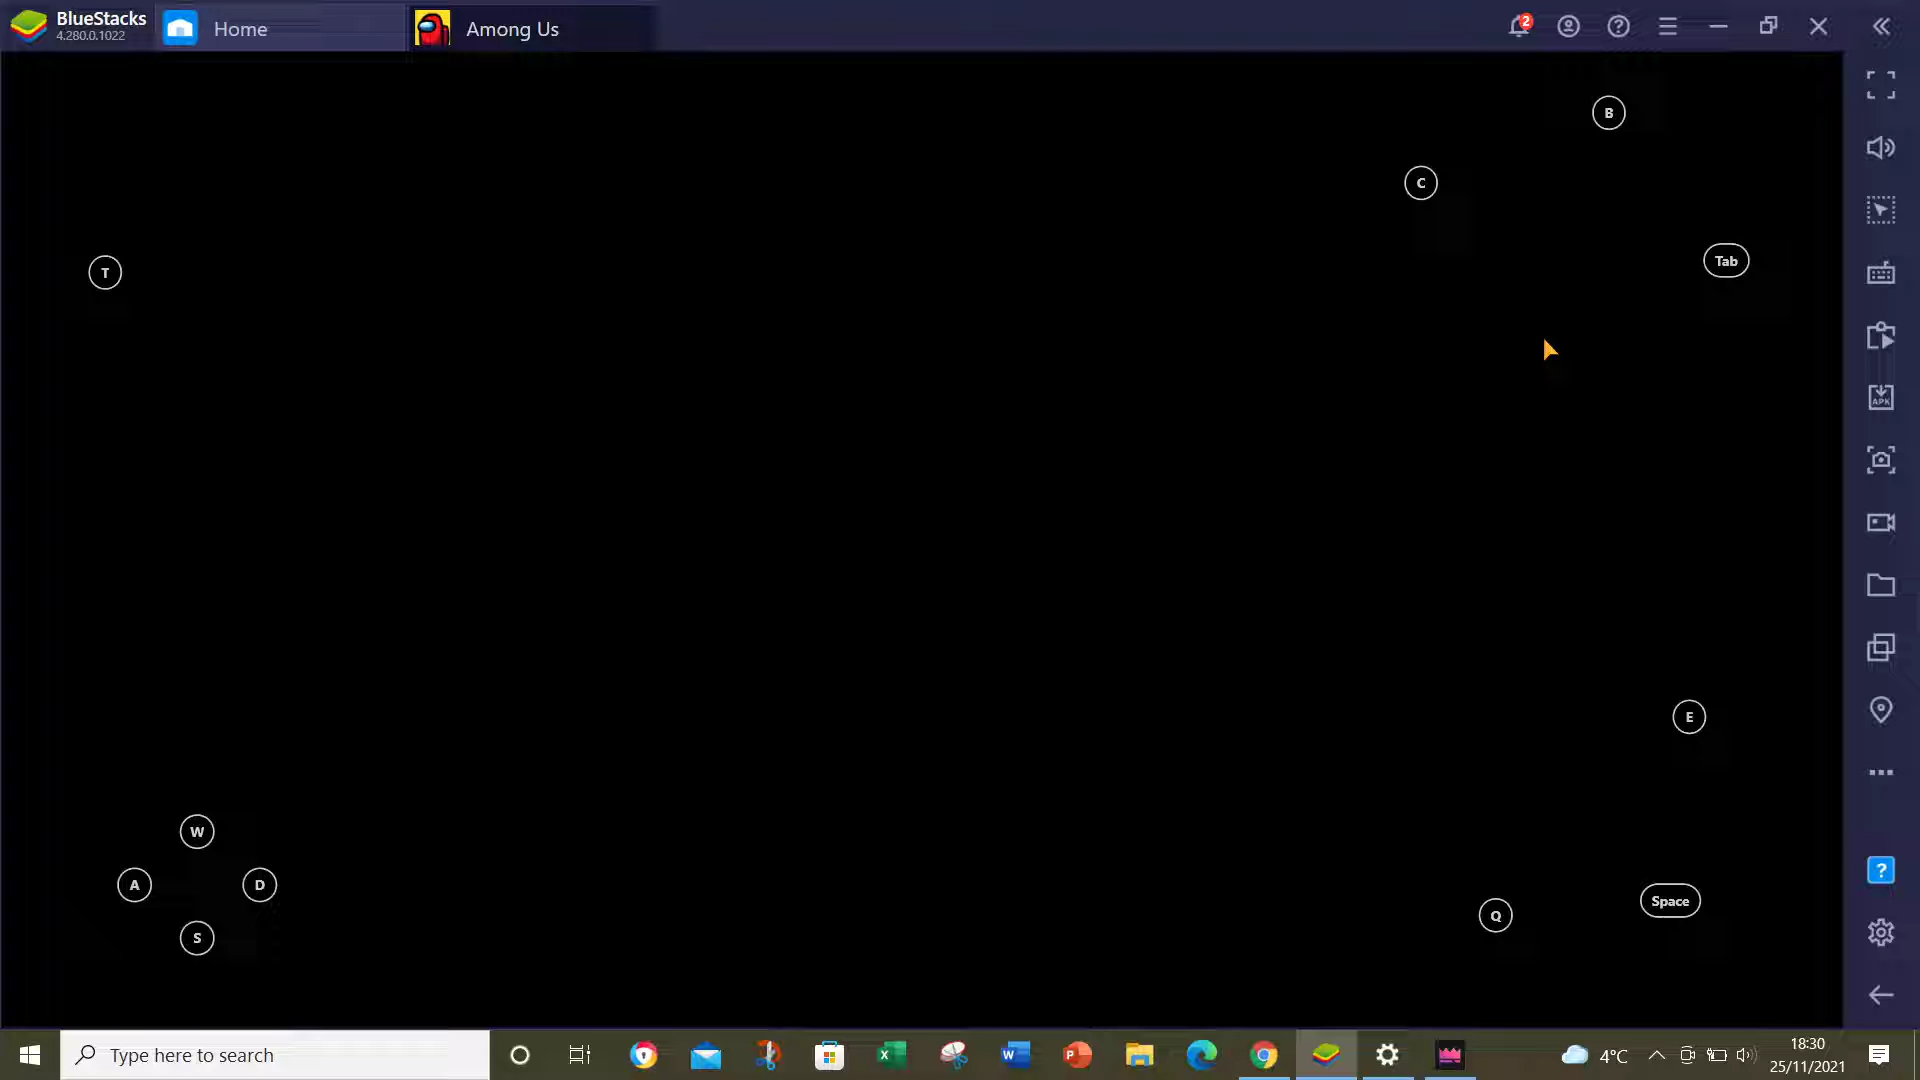 BlueStacks
4.280.0.1022
Home
Among Us
2
B
C
T
Tab
APK
E
W
A
D
S
Q
Space
?
Type here to search
4°C
18:30
25/11/2021